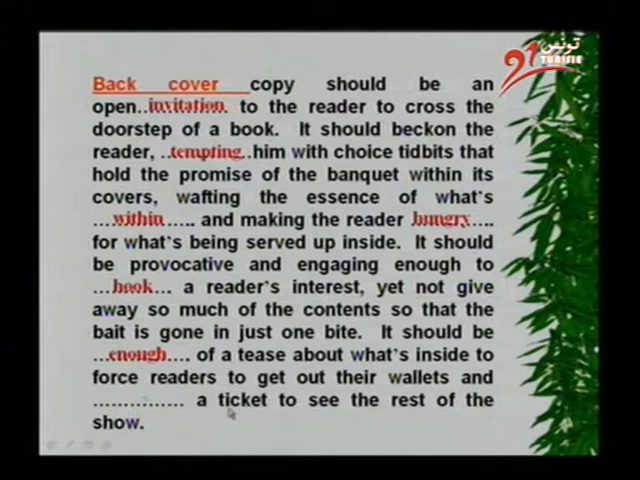 تونس
21
TUNISIE
Back cover copy should be an
open..invitation. to the reader to cross the
doorstep of a book. It should beckon the
reader, ..tempting..him with choice tidbits that
hold the promise of the banquet within its
covers, wafting the essence of what's
...within..... and making the reader hungry....
for what's being served up inside. It should
be provocative and engaging enough to
...hook... a reader's interest, yet not give
away so much of the contents so that the
bait is gone in just one bite. It should be
...enough.... of a tease about what's inside to
force readers to get out their wallets and
............... a ticket to see the rest of the
show.